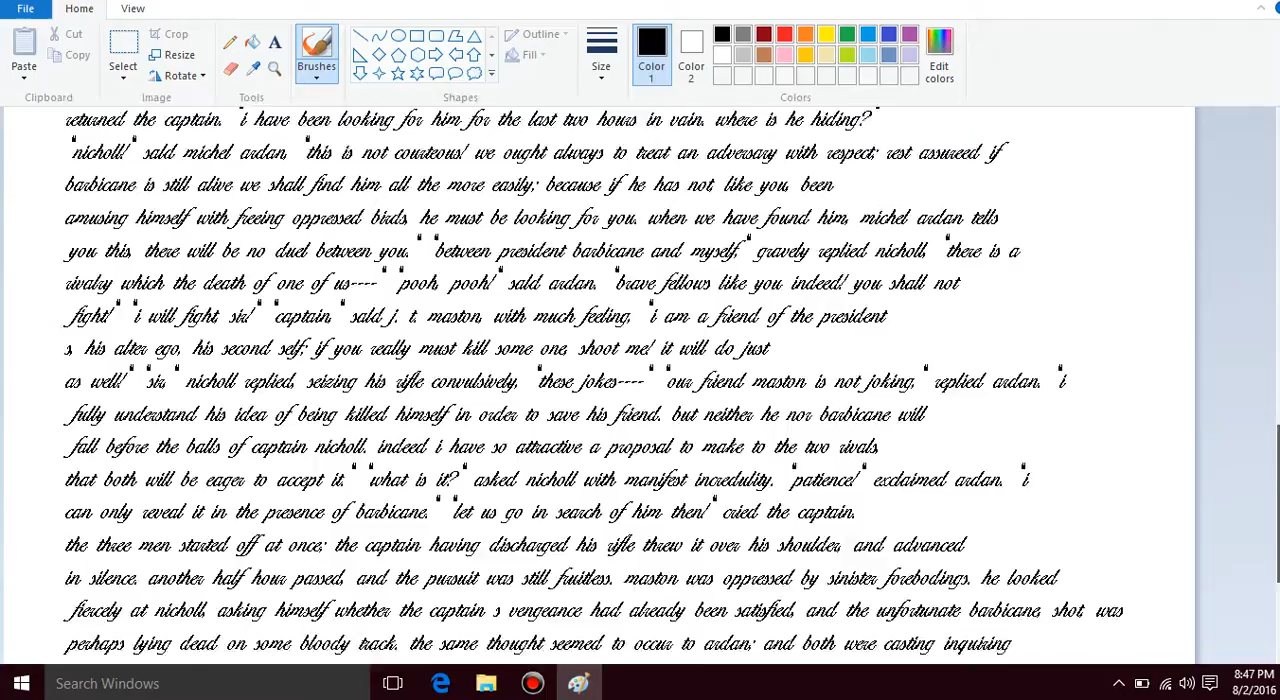 File
Home
View
Paste
Cut
Copy
Clipboard
Select
Crop
Resize
Rotate
Image
Tools
Brushes
Shapes
Outline
Fill
Size
Color 1
Color 2
Edit colors
Colors
returned the captain. "i have been looking for him for the last two hours in vain. where is he hiding?"
"nicholl!" said michel ardan, "this is not courteous! we ought always to treat an adversary with respect; rest assureed if
barbicane is still alive we shall find him all the more easily; because if he has not, like you, been
amusing himself with freeing oppressed birds, he must be looking for you. when we have found him, michel ardan tells
you this, there will be no duel between you." "between president barbicane and myself," gravely replied nicholl, "there is a
rivalry which the death of one of us----" "pooh, pooh!" said ardan. "brave fellows like you indeed! you shall not
fight!" "i will fight, sir!" "captain," said j. t. maston, with much feeling, "i am a friend of the president
s, his alter ego, his second self; if you really must kill some one, shoot me! it will do just
as well!" "sir," nicholl replied, seizing his rifle convulsively, "these jokes----" "our friend maston is not joking," replied ardan. "i
fully understand his idea of being killed himself in order to save his friend. but neither he nor barbicane will
fall before the balls of captain nicholl. indeed i have so attractive a proposal to make to the two rivals,
that both will be eager to accept it." "what is it?" asked nicholl with manifest incredulity. "patience!" exclaimed ardan. "i
can only reveal it in the presence of barbicane." "let us go in search of him then!" cried the captain.
the three men started off at once; the captain having discharged his rifle threw it over his shoulder, and advanced
in silence. another half hour passed, and the pursuit was still fruitless. maston was oppressed by sinister forebodings. he looked
fiercely at nicholl, asking himself whether the captain s vengeance had already been satisfied, and the unfortunate barbicane, shot, was
perhaps lying dead on some bloody track. the same thought seemed to occur to ardan; and both were casting inquiring
Search Windows
8:47 PM
8/2/2016